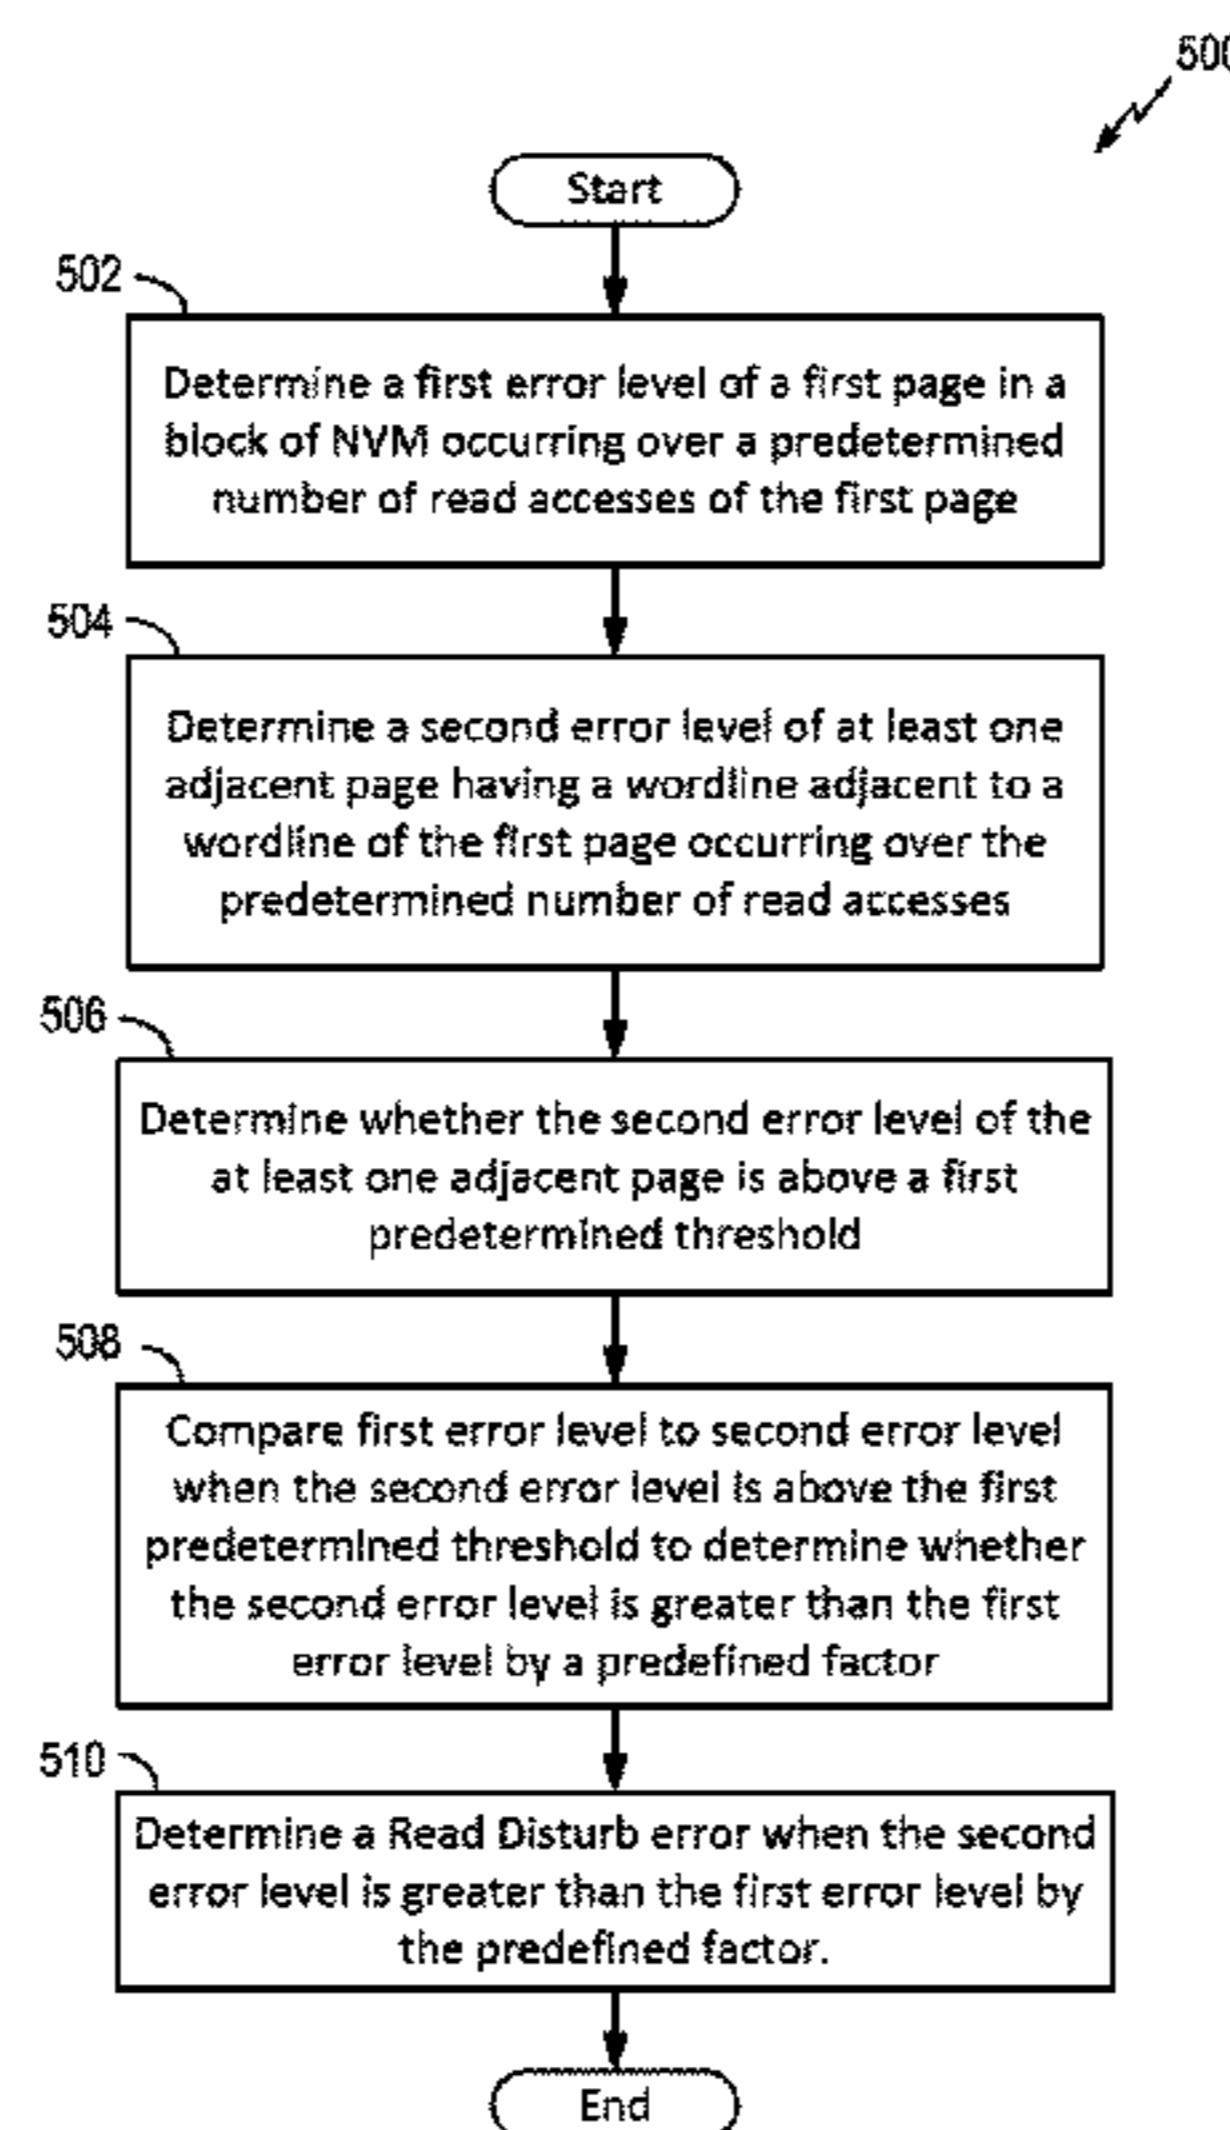 500
Start
502
Determine a first error level of a first page in a
block of NVM occurring over a predetermined
number of read accesses of the first page
504
Determine a second error level of at least one
adjacent page having a wordline adjacent to a
wordline of the first page occurring over the
predetermined number of read accesses
506
Determine whether the second error level of the
at least one adjacent page is above a first
predetermined threshold
508
Compare first error level to second error level
when the second error level is above the first
predetermined threshold to determine whether
the second error level is greater than the first
error level by a predefined factor
510
Determine a Read Disturb error when the second
error level is greater than the first error level by
the predefined factor.
End